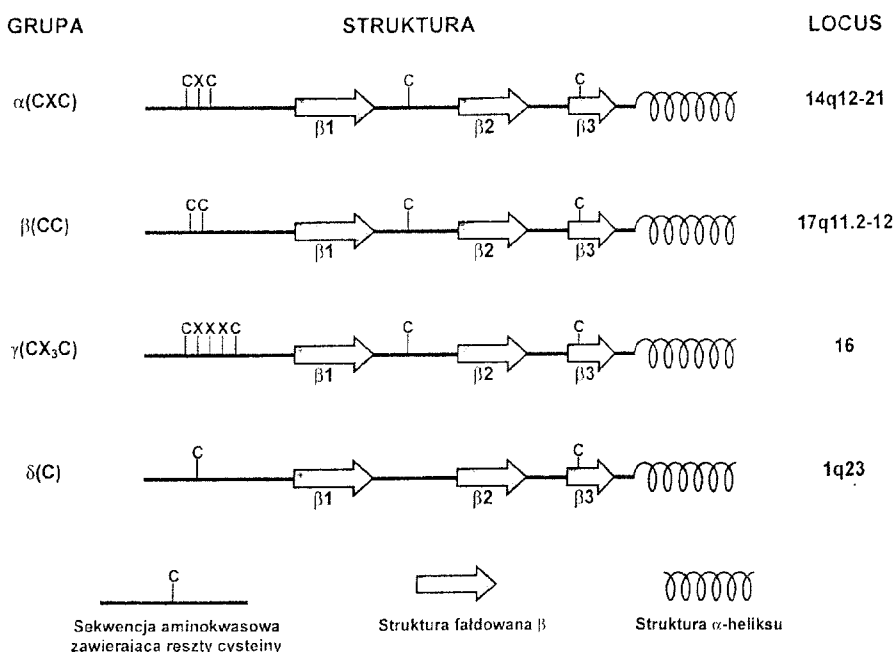 GRUPA STRUKTURA LOCUS
CXC C C
α(CXC) 14q12-21
β1 β2 β3
CC C C
β(CC) 17q11.2-12
β1 β2 β3
CXXXC C C
γ(CX₃C) 16
β1 β2 β3
C C
δ(C) 1q23
β1 β2 β3
C
Sekwencja aminokwasowa Struktura fałdowana β Struktura α-heliksu
zawierająca reszty cysteiny